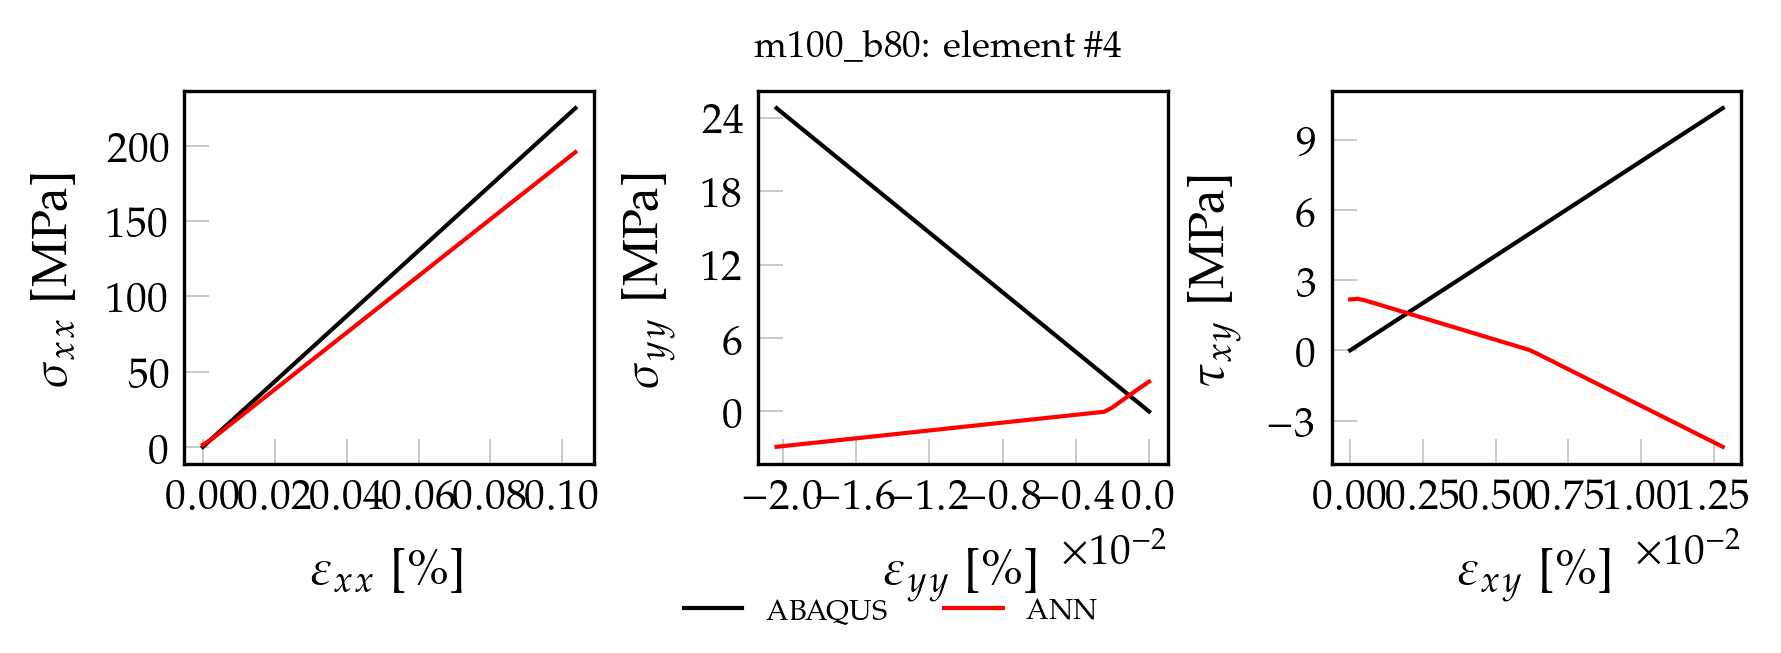 m100_b80: element #4
σxx [MPa]
200
150
100
50
0
0.00 0.02 0.04 0.06 0.08 0.10
εxx [%]
σyy [MPa]
24
18
12
6
0
−2.0 −1.6 −1.2 −0.8 −0.4 0.0
×10⁻²
εyy [%]
τxy [MPa]
9
6
3
0
−3
0.00 0.25 0.50 0.75 1.00 1.25
×10⁻²
εxy [%]
ABAQUS ANN